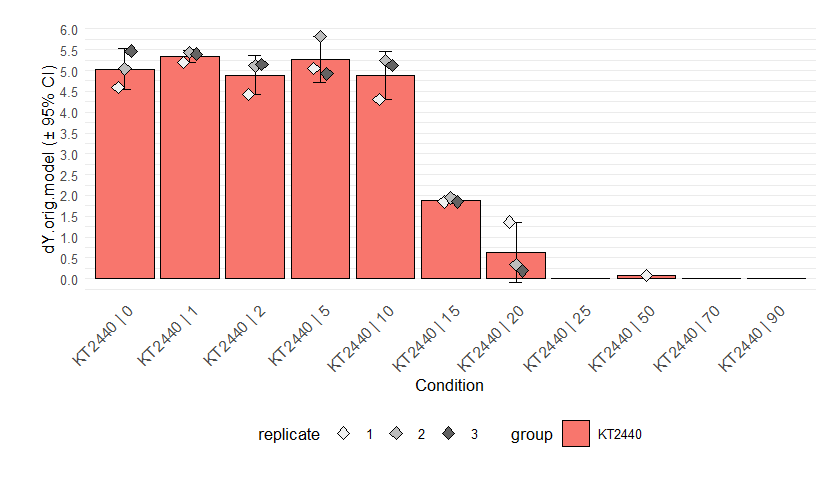 dY.orig.model (± 95% CI)
6.0
5.5
5.0
4.5
4.0
3.5
3.0
2.5
2.0
1.5
1.0
0.5
0.0
KT2440 | 0
KT2440 | 1
KT2440 | 2
KT2440 | 5
KT2440 | 10
KT2440 | 15
KT2440 | 20
KT2440 | 25
KT2440 | 50
KT2440 | 70
KT2440 | 90
Condition
replicate 1 2 3 group KT2440